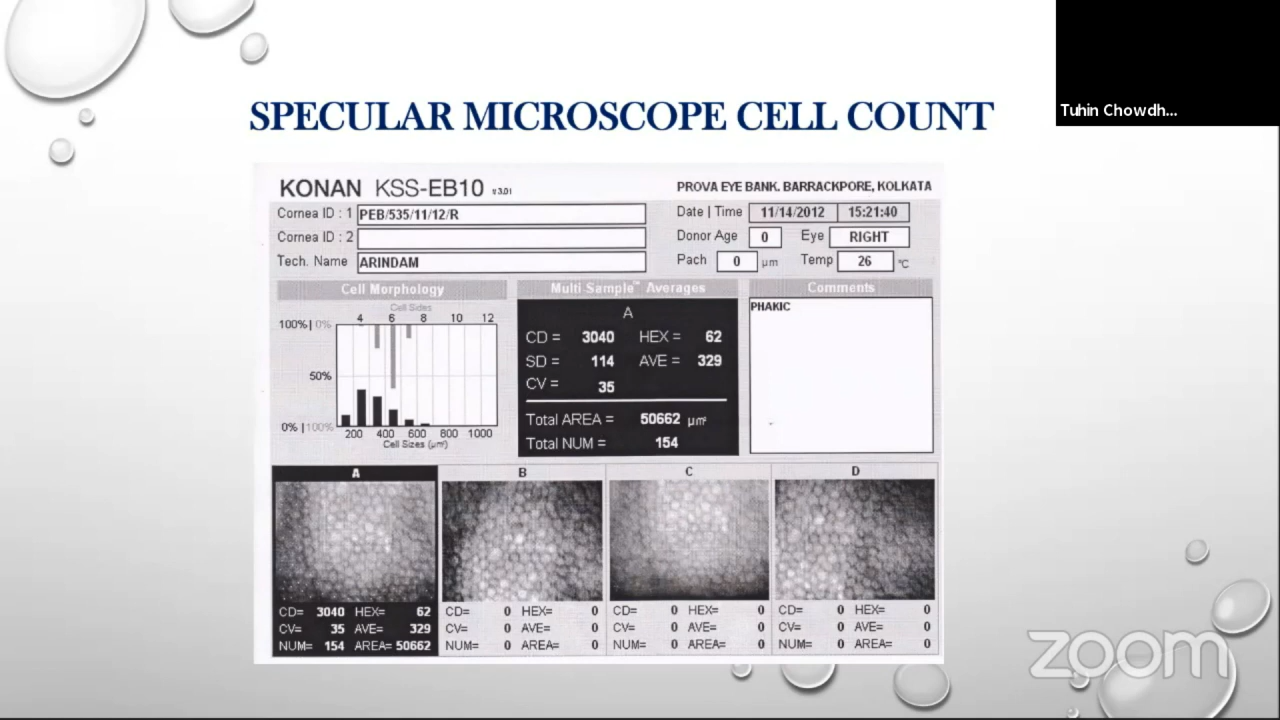 Tuhin Chowdh...
SPECULAR MICROSCOPE CELL COUNT
KONAN KSS-EB10 v 3.01
PROVA EYE BANK. BARRACKPORE, KOLKATA
Cornea ID : 1 PEB/535/11/12/R
Date | Time 11/14/2012 15:21:40
Cornea ID : 2
Donor Age 0 Eye RIGHT
Tech. Name ARINDAM
Pach 0 µm Temp 26 °C
Cell Morphology
Cell Sides
4 6 8 10 12
100%| 0%
50%
0% |100%
200 400 600 800 1000
Cell Sizes (µm²)
Multi Sample™ Averages
A
CD = 3040 HEX = 62
SD = 114 AVE = 329
CV = 35
Total AREA = 50662 µm²
Total NUM = 154
Comments
PHAKIC
A
CD= 3040 HEX= 62
CV= 35 AVE= 329
NUM= 154 AREA= 50662
B
CD= 0 HEX= 0
CV= 0 AVE= 0
NUM= 0 AREA= 0
C
CD= 0 HEX= 0
CV= 0 AVE= 0
NUM= 0 AREA= 0
D
CD= 0 HEX= 0
CV= 0 AVE= 0
NUM= 0 AREA= 0
zoom